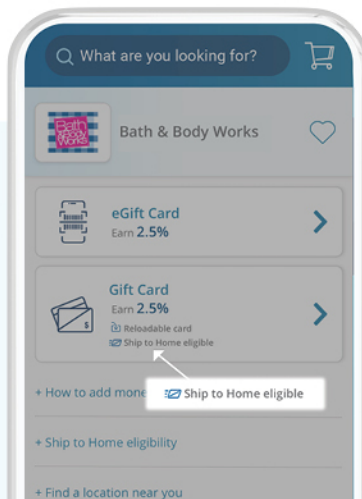 What are you looking for?
Bath & Body Works
Bath & Body Works
eGift Card
Earn 2.5%
Gift Card
Earn 2.5%
Reloadable card
Ship to Home eligible
+ How to add mone
Ship to Home eligible
+ Ship to Home eligibility
+ Find a location near you